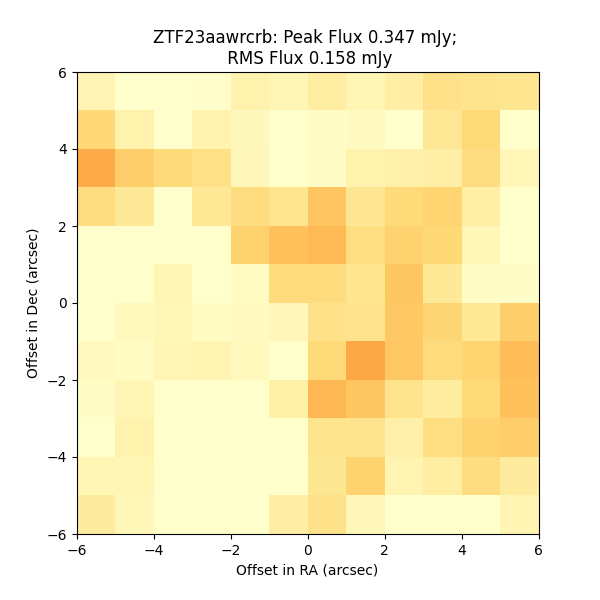 ZTF23aawrcrb: Peak Flux 0.347 mJy;
RMS Flux 0.158 mJy
6
4
2
0
−2
−4
−6
Offset in Dec (arcsec)
−6 −4 −2 0 2 4 6
Offset in RA (arcsec)